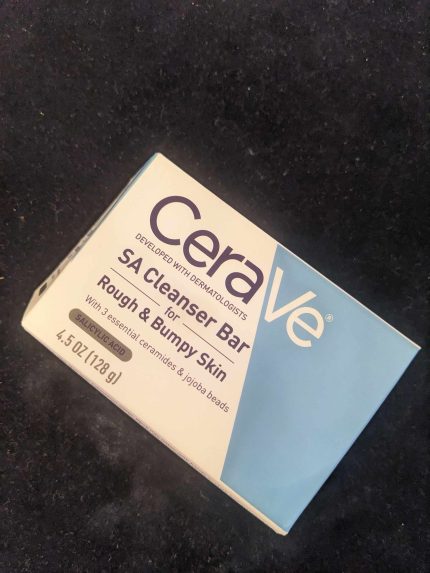 CeraVe®
DEVELOPED WITH DERMATOLOGISTS
SA Cleanser Bar
for
Rough & Bumpy Skin
With 3 essential ceramides & jojoba beads
SALICYLIC ACID
4.5 OZ (128 g)